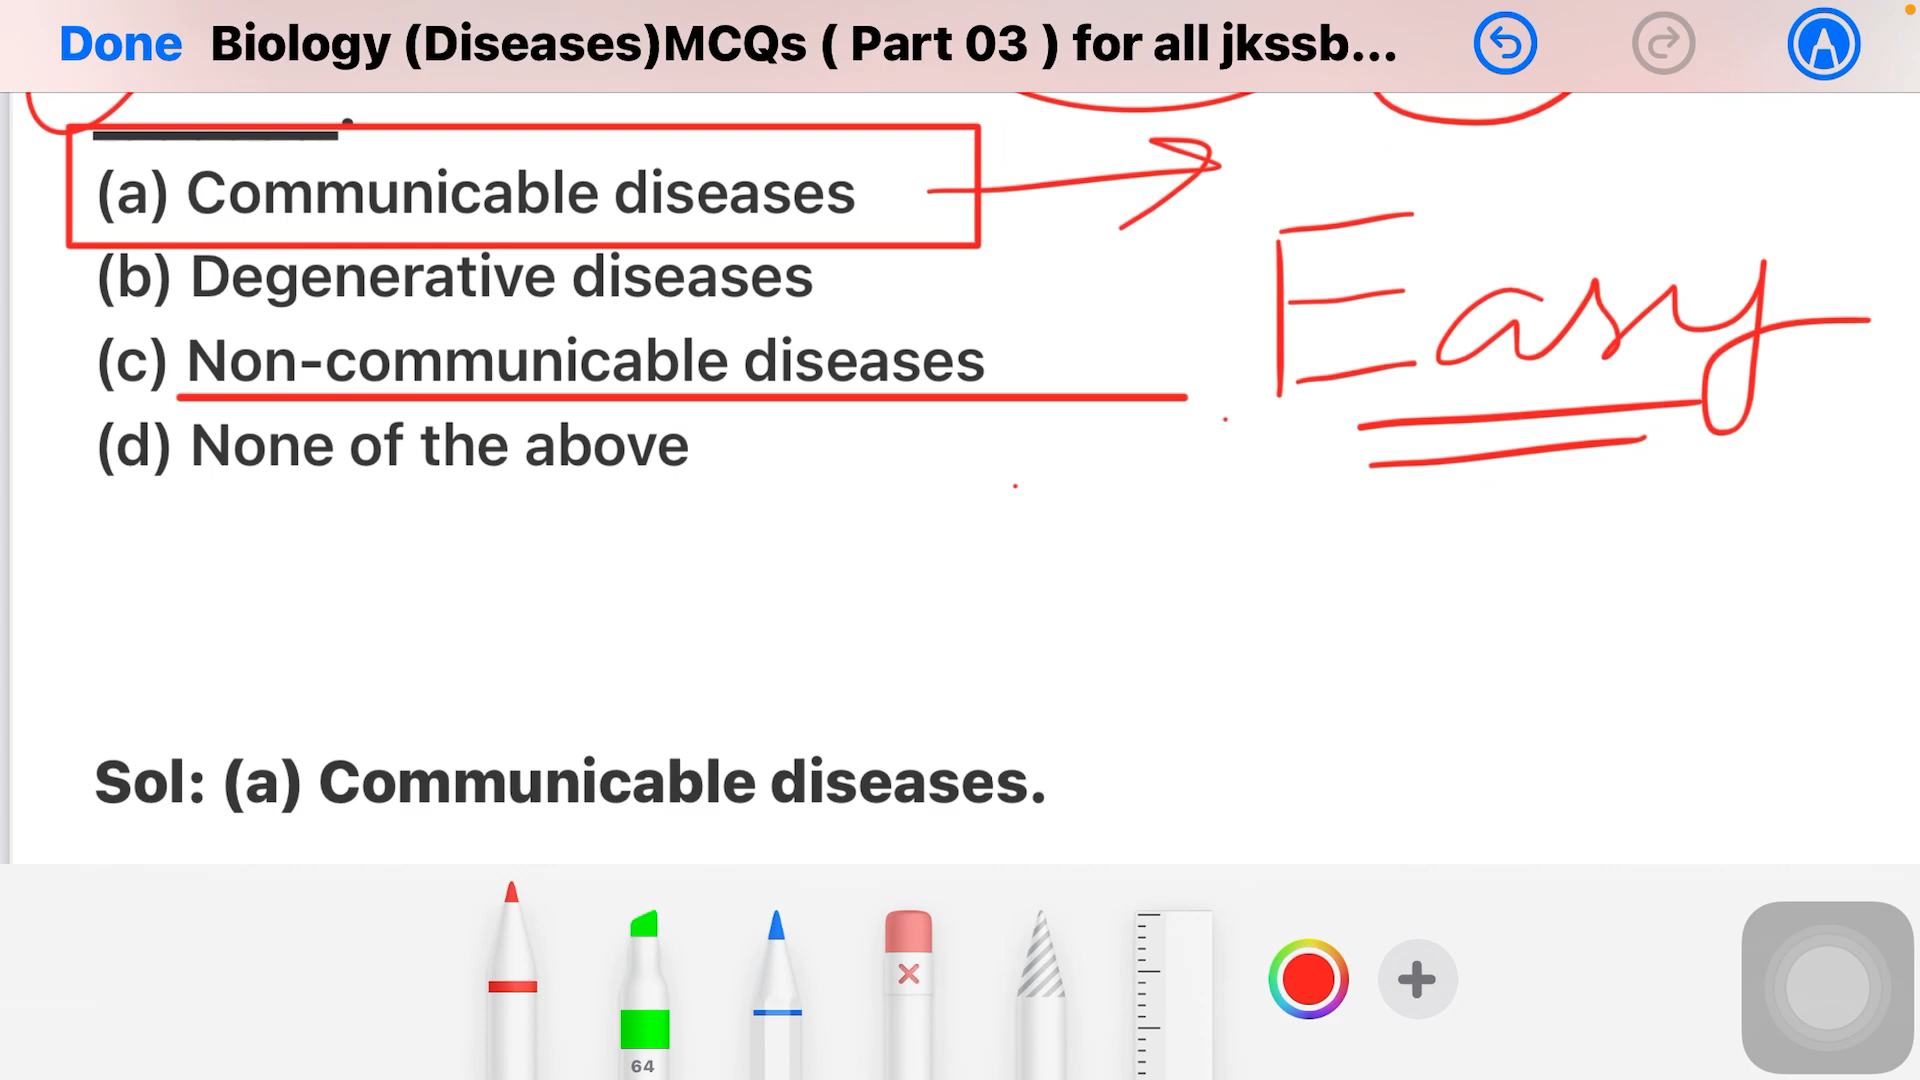 Done Biology (Diseases)MCQs ( Part 03 ) for all jkssb...
(a) Communicable diseases
(b) Degenerative diseases
(c) Non-communicable diseases
(d) None of the above
Easy
Sol: (a) Communicable diseases.
64